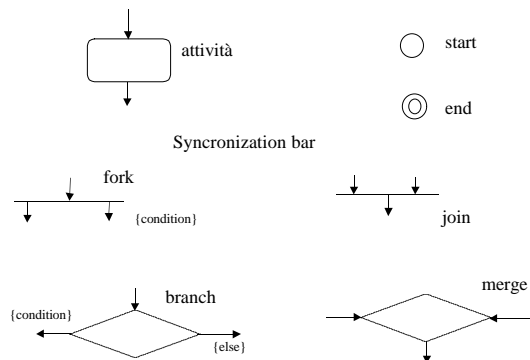 attività
start
end
Syncronization bar
fork
{condition}
join
branch
{condition}
{else}
merge